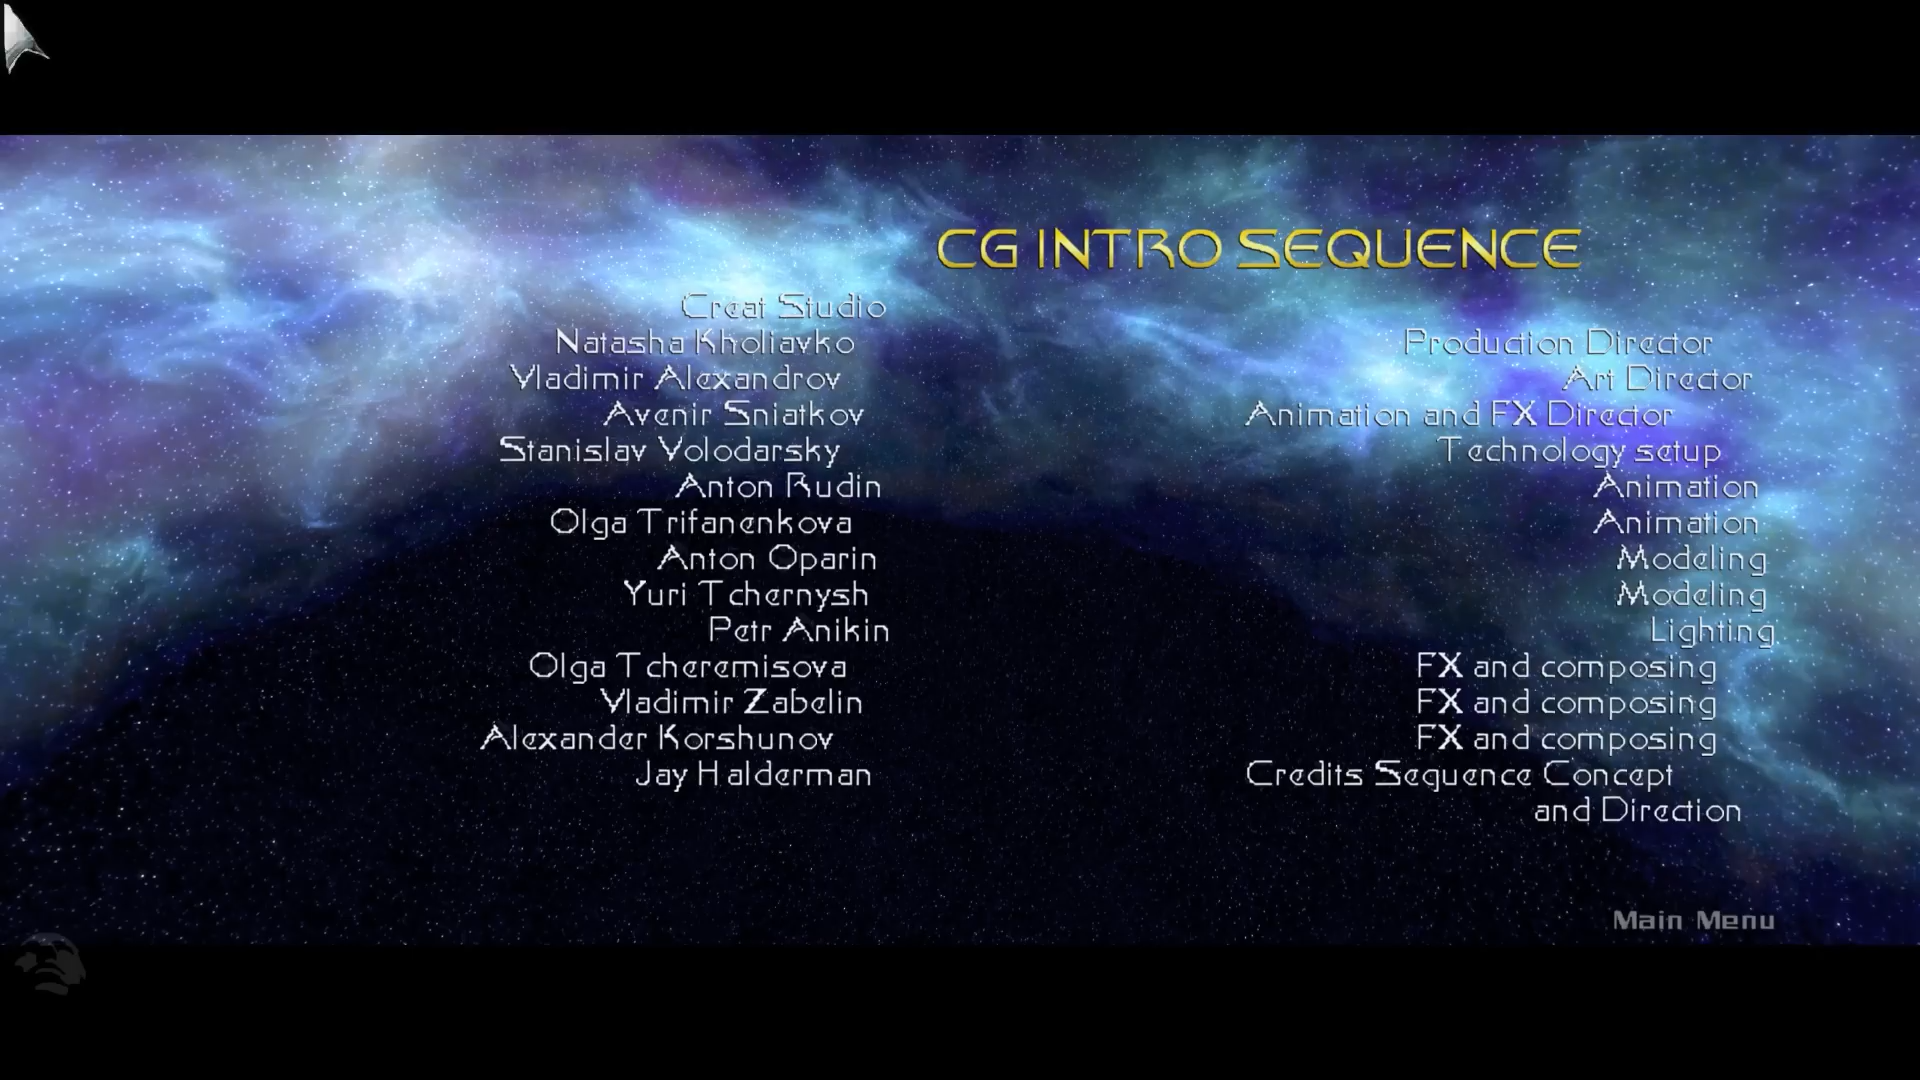 CG INTRO SEQUENCE
Creat Studio
Natasha Kholiavko Production Director
Vladimir Alexandrov Art Director
Avenir Sniatkov Animation and FX Director
Stanislav Volodarsky Technology setup
Anton Rudin Animation
Olga Trifanenkova Animation
Anton Oparin Modeling
Yuri Tchernysh Modeling
Petr Anikin Lighting
Olga Tcheremisova FX and composing
Vladimir Zabelin FX and composing
Alexander Korshunov FX and composing
Jay Halderman Credits Sequence Concept
and Direction
Main Menu